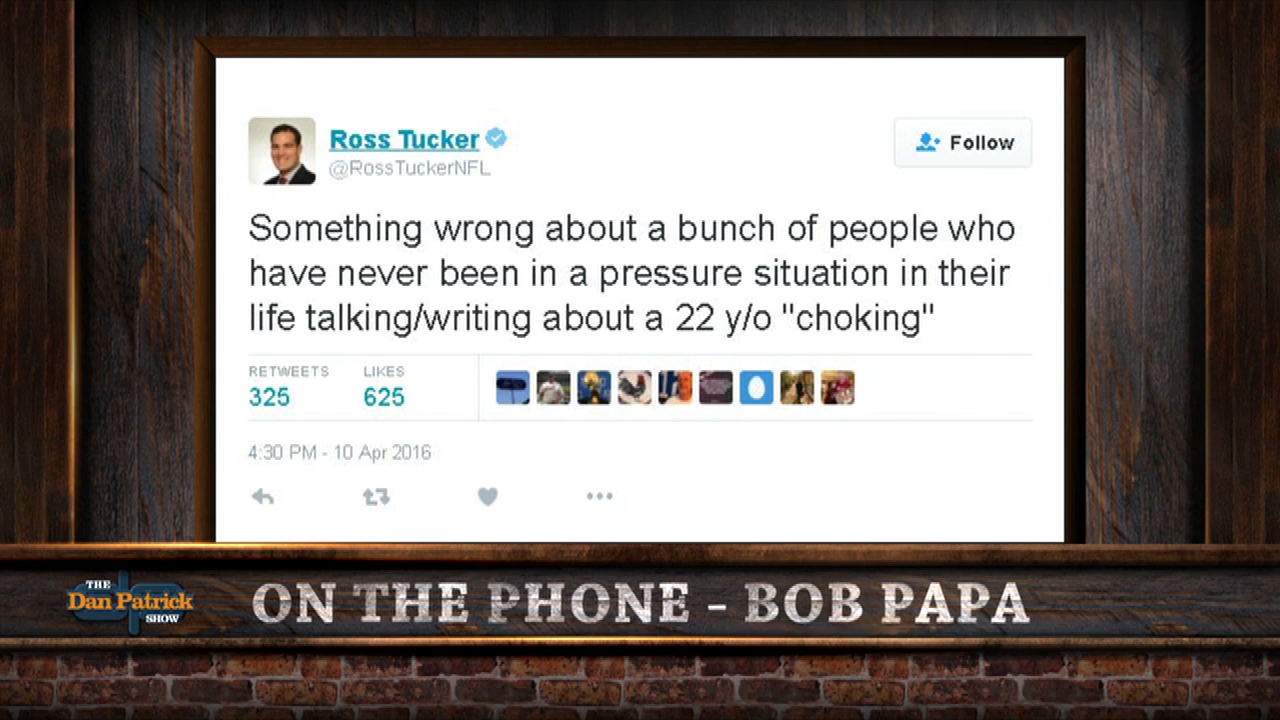 Ross Tucker
@RossTuckerNFL
Follow
Something wrong about a bunch of people who
have never been in a pressure situation in their
life talking/writing about a 22 y/o "choking"
RETWEETS LIKES
325 625
4:30 PM - 10 Apr 2016
THE
Dan Patrick
SHOW
ON THE PHONE - BOB PAPA